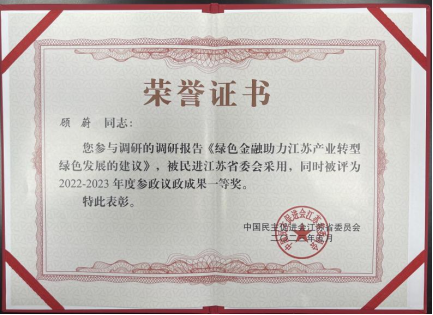 荣誉证书
顾 蔚 同志：
您参与调研的调研报告《绿色金融助力江苏产业转型
绿色发展的建议》，被民进江苏省委会采用，同时被评为
2022-2023 年度参政议政成果一等奖。
特此表彰。
中国民主促进会江苏省委员会